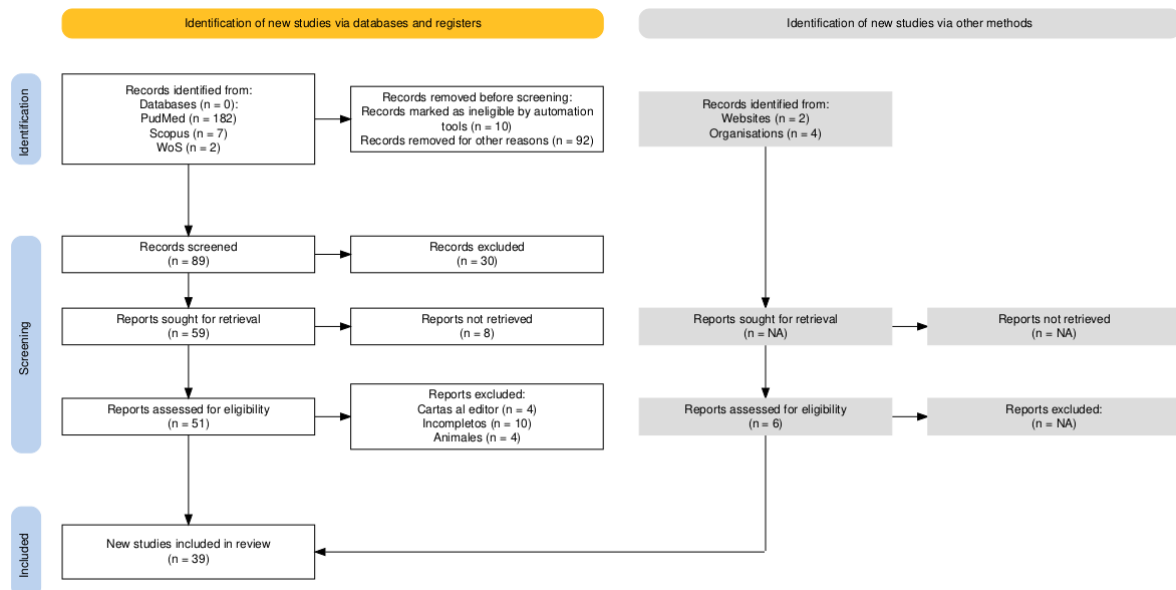 Identification of new studies via databases and registers
Identification of new studies via other methods
Identification
Records identified from:
Databases (n = 0):
PudMed (n = 182)
Scopus (n = 7)
WoS (n = 2)
Records removed before screening:
Records marked as ineligible by automation
tools (n = 10)
Records removed for other reasons (n = 92)
Records identified from:
Websites (n = 2)
Organisations (n = 4)
Screening
Records screened
(n = 89)
Records excluded
(n = 30)
Reports sought for retrieval
(n = 59)
Reports not retrieved
(n = 8)
Reports sought for retrieval
(n = NA)
Reports not retrieved
(n = NA)
Reports assessed for eligibility
(n = 51)
Reports excluded:
Cartas al editor (n = 4)
Incompletos (n = 10)
Animales (n = 4)
Reports assessed for eligibility
(n = 6)
Reports excluded:
(n = NA)
Included
New studies included in review
(n = 39)